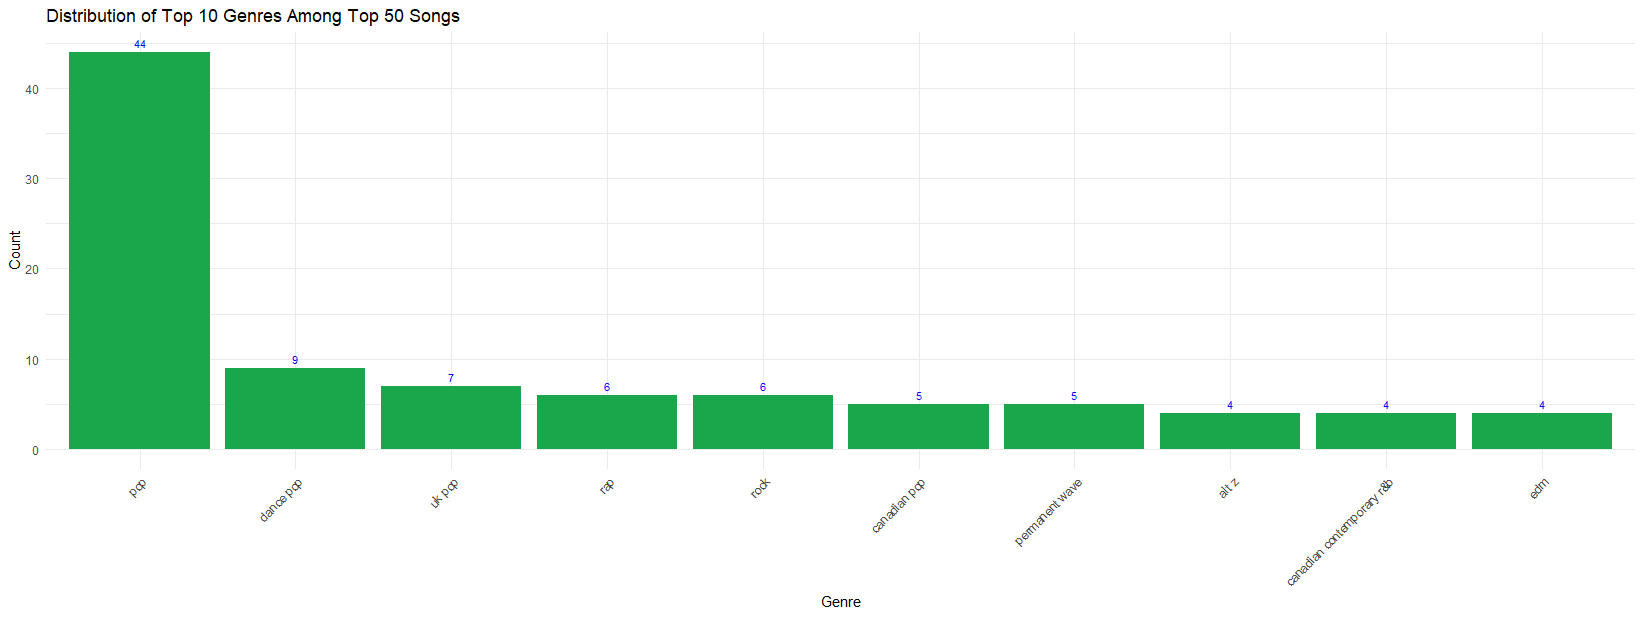 Distribution of Top 10 Genres Among Top 50 Songs
Count
40
30
20
10
0
44
9
7
6
6
5
5
4
4
4
pop
dance pop
uk pop
rap
rock
canadian pop
permanent wave
alt z
canadian contemporary r&b
edm
Genre